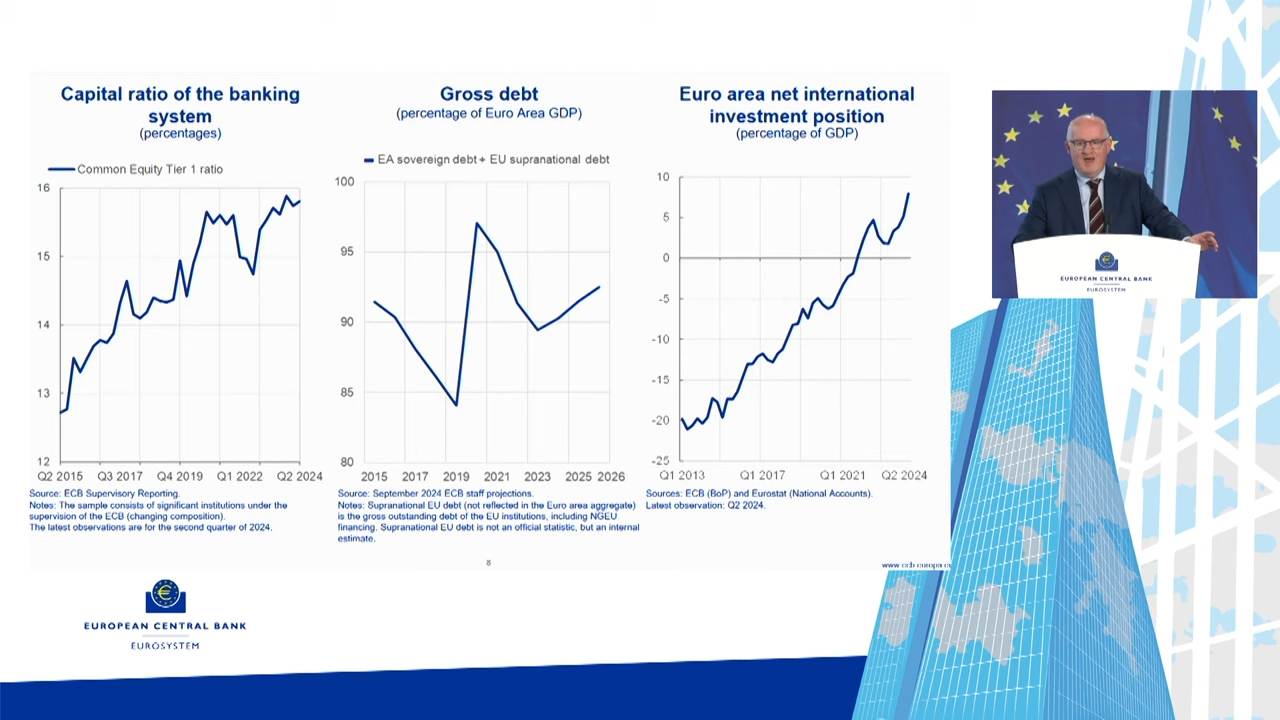 Capital ratio of the banking
system
(percentages)
Common Equity Tier 1 ratio
16
15
14
13
12
Q2 2015
Q3 2017
Q4 2019
Q1 2022
Q2 2024
Source: ECB Supervisory Reporting.
Notes: The sample consists of significant institutions under the
supervision of the ECB (changing composition).
The latest observations are for the second quarter of 2024.
Gross debt
(percentage of Euro Area GDP)
EA sovereign debt + EU supranational debt
100
95
90
85
80
2015
2017
2019
2021
2023
2025
2026
Source: September 2024 ECB staff projections.
Notes: Supranational EU debt (not reflected in the Euro area aggregate)
is the gross outstanding debt of the EU institutions, including NGEU
financing. Supranational EU debt is not an official statistic, but an internal
estimate.
Euro area net international
investment position
(percentage of GDP)
10
5
0
-5
-10
-15
-20
-25
Q1 2013
Q1 2017
Q1 2021
Q2 2024
Sources: ECB (BoP) and Eurostat (National Accounts).
Latest observation: Q2 2024.
8
www.ecb.europa.eu
EUROPEAN CENTRAL BANK
EUROSYSTEM
EUROPEAN CENTRAL BANK
EUROSYSTEM